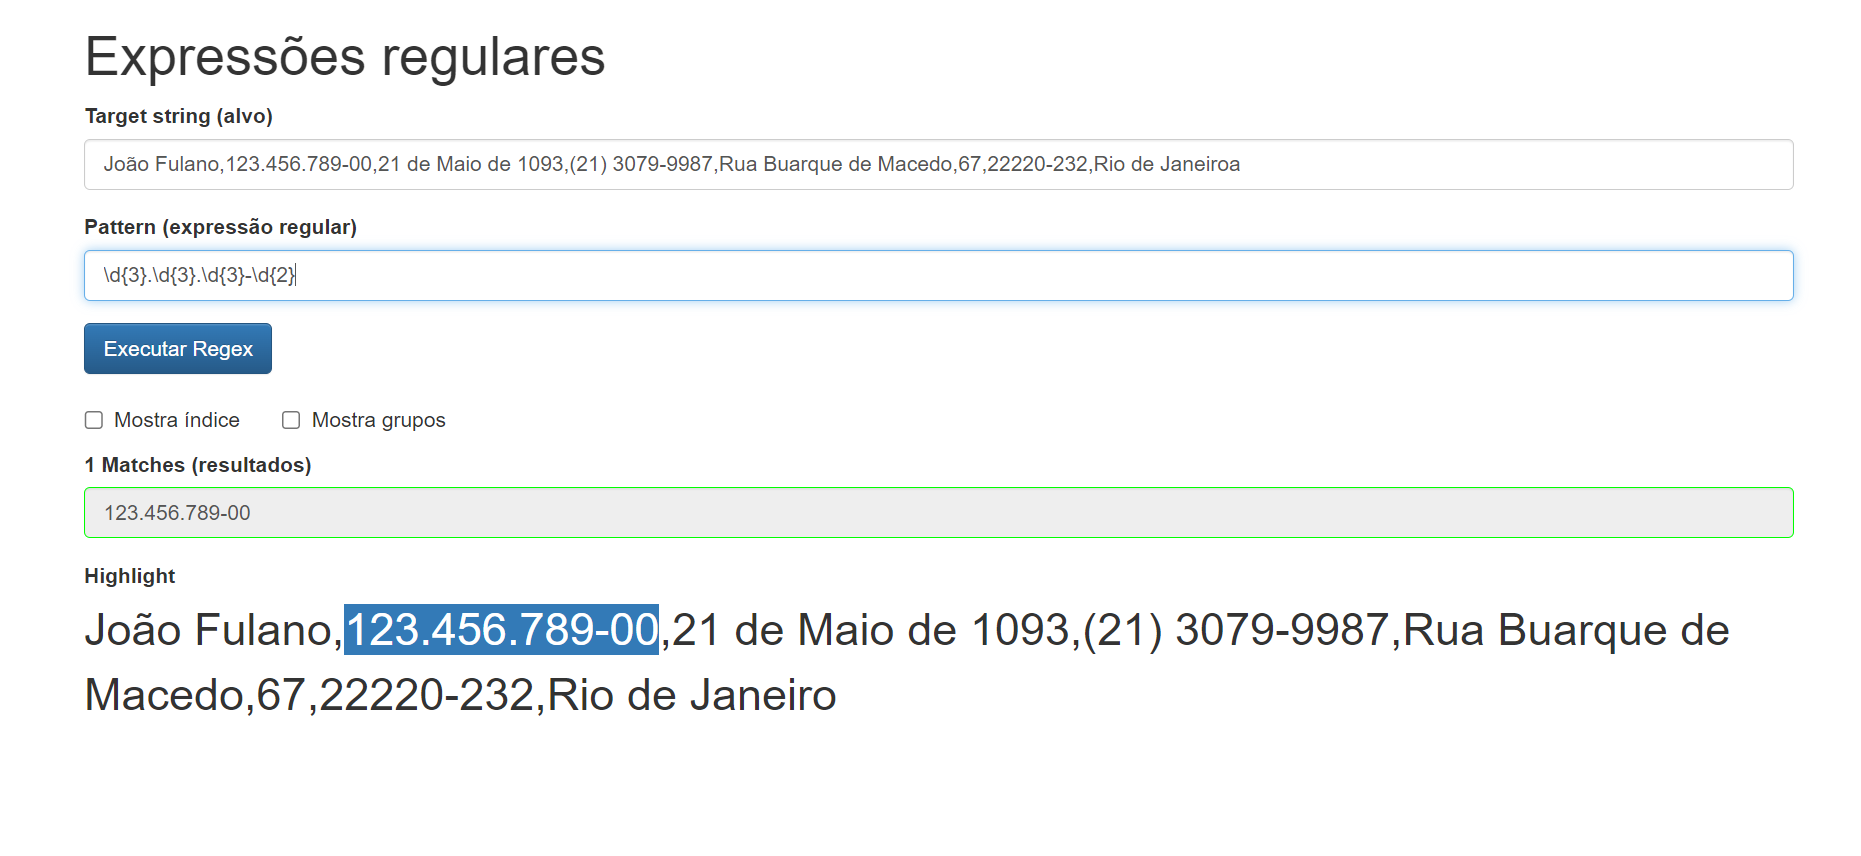 Expressões regulares
Target string (alvo)
João Fulano,123.456.789-00,21 de Maio de 1093,(21) 3079-9987,Rua Buarque de Macedo,67,22220-232,Rio de Janeiroa
Pattern (expressão regular)
\d{3}.\d{3}.\d{3}-\d{2}
Executar Regex
Mostra índice Mostra grupos
1 Matches (resultados)
123.456.789-00
Highlight
João Fulano,123.456.789-00,21 de Maio de 1093,(21) 3079-9987,Rua Buarque de
Macedo,67,22220-232,Rio de Janeiro